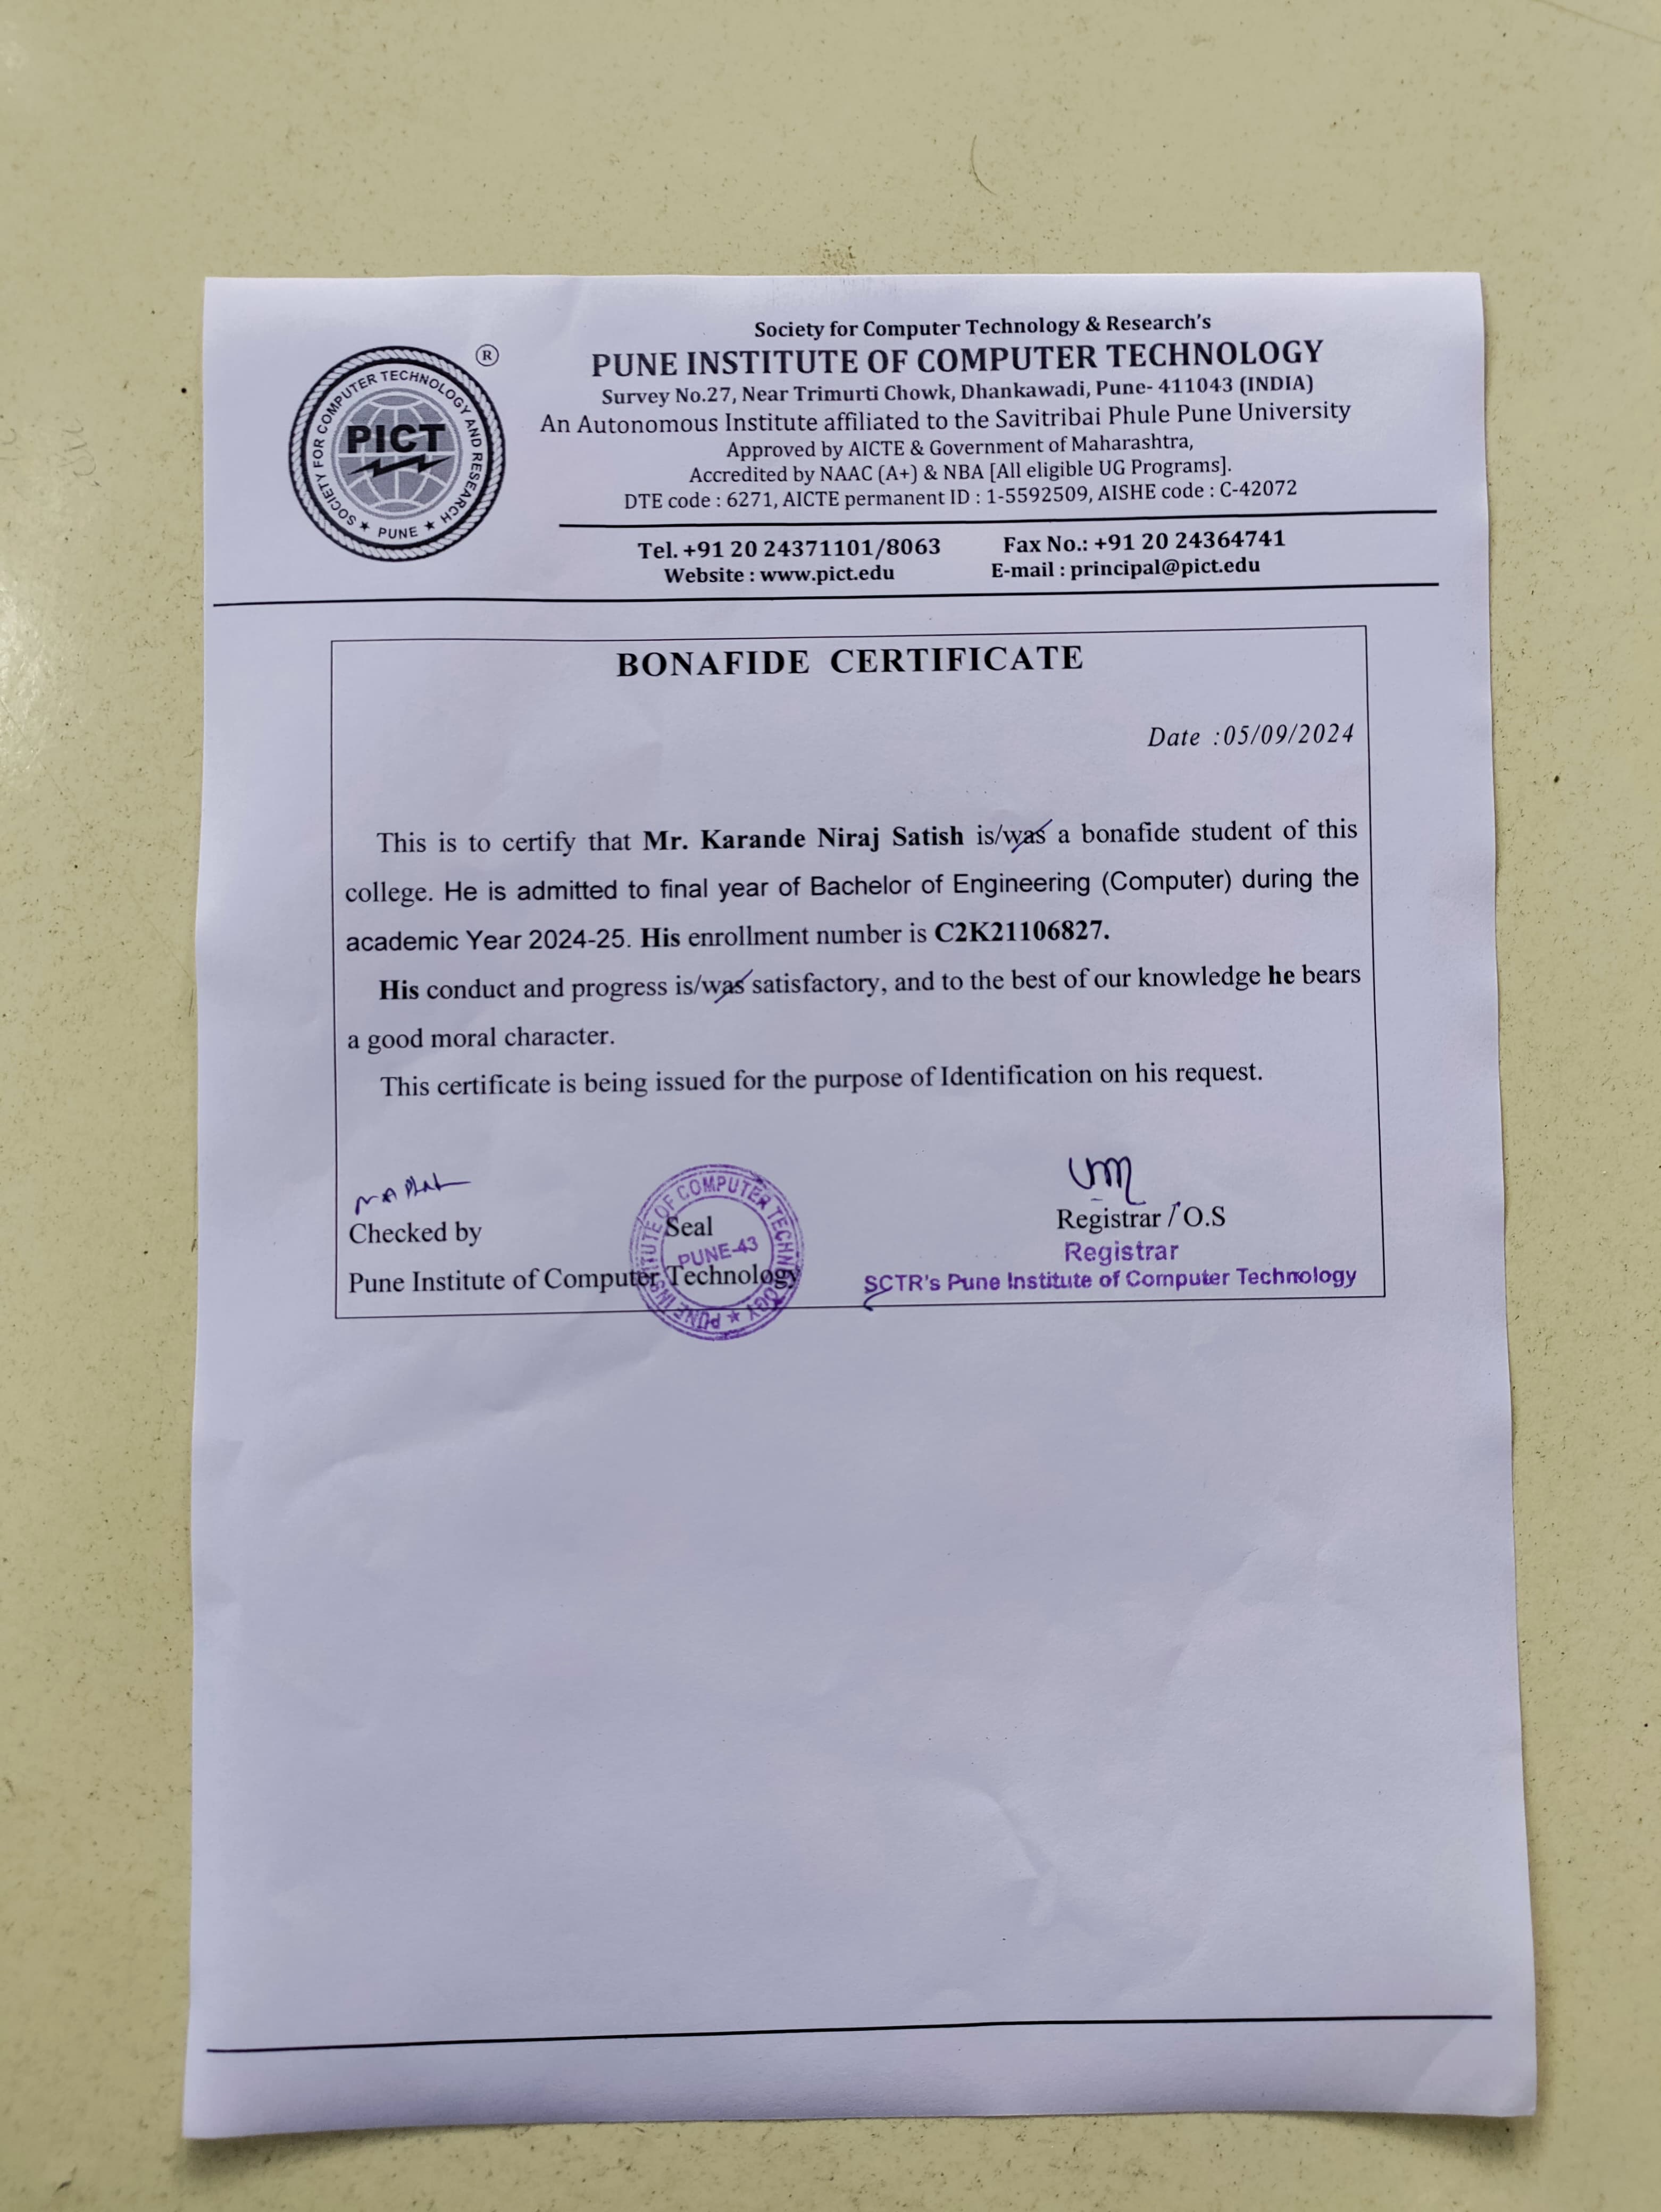 Society for Computer Technology & Research's
PUNE INSTITUTE OF COMPUTER TECHNOLOGY
Survey No.27, Near Trimurti Chowk, Dhankawadi, Pune- 411043 (INDIA)
An Autonomous Institute affiliated to the Savitribai Phule Pune University
Approved by AICTE & Government of Maharashtra,
Accredited by NAAC (A+) & NBA [All eligible UG Programs].
DTE code : 6271, AICTE permanent ID : 1-5592509, AISHE code : C-42072
SOCIETY FOR COMPUTER TECHNOLOGY AND RESEARCH
PICT
★ PUNE ★
®
Tel. +91 20 24371101/8063 Fax No.: +91 20 24364741
Website : www.pict.edu E-mail : principal@pict.edu
BONAFIDE CERTIFICATE
Date :05/09/2024
This is to certify that Mr. Karande Niraj Satish is/was a bonafide student of this
college. He is admitted to final year of Bachelor of Engineering (Computer) during the
academic Year 2024-25. His enrollment number is C2K21106827.
His conduct and progress is/was satisfactory, and to the best of our knowledge he bears
a good moral character.
This certificate is being issued for the purpose of Identification on his request.
Checked by Seal Registrar / O.S
Registrar
Pune Institute of Computer Technology SCTR's Pune Institute of Computer Technology
PUNE INSTITUTE OF COMPUTER TECHNOLOGY ★
PUNE-43